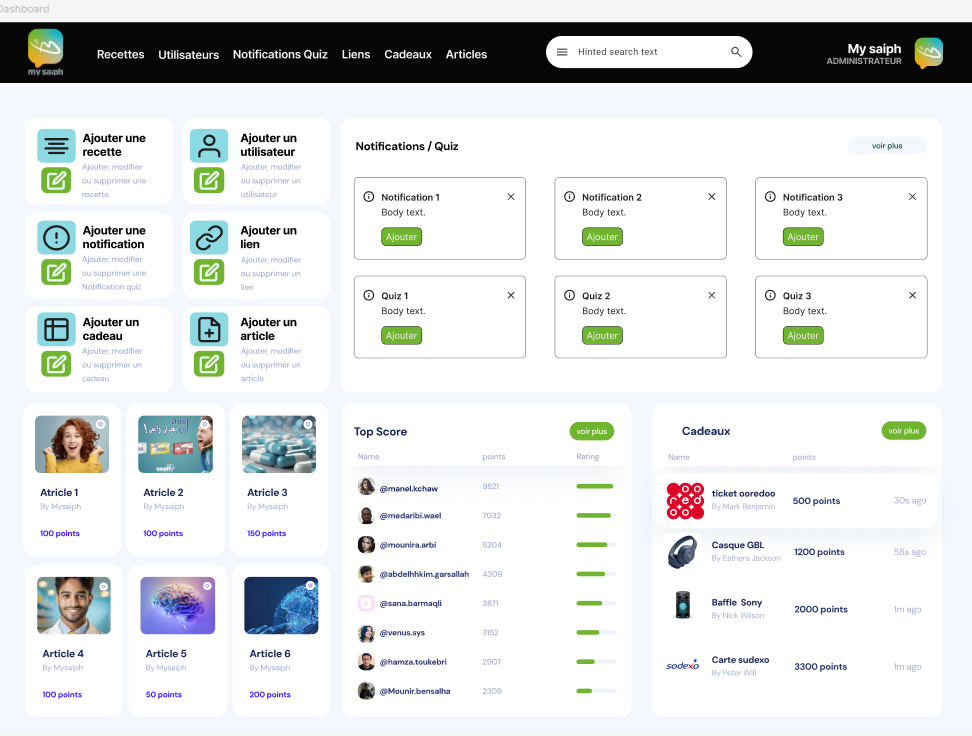 Dashboard
my saiph
Recettes Utilisateurs Notifications Quiz Liens Cadeaux Articles
Hinted search text
My saiph
ADMINISTRATEUR
Ajouter une
recette
Ajouter, modifier
ou supprimer une
recette
Ajouter un
utilisateur
Ajouter, modifier
ou supprimer un
utilisateur
Ajouter une
notification
Ajouter, modifier
ou supprimer une
Notification quiz
Ajouter un
lien
Ajouter, modifier
ou supprimer un
lien
Ajouter un
cadeau
Ajouter, modifier
ou supprimer un
cadeau
Ajouter un
article
Ajouter, modifier
ou supprimer un
article
Notifications / Quiz
voir plus
Notification 1
Body text.
Ajouter
Notification 2
Body text.
Ajouter
Notification 3
Body text.
Ajouter
Quiz 1
Body text.
Ajouter
Quiz 2
Body text.
Ajouter
Quiz 3
Body text.
Ajouter
Atricle 1
By Mysaiph
100 points
saiph
Atricle 2
By Mysaiph
100 points
Atricle 3
By Mysaiph
150 points
Article 4
By Mysaiph
100 points
Article 5
By Mysaiph
50 points
Article 6
By Mysaiph
200 points
Top Score
voir plus
Name points Rating
@manel.kchaw 9821
@medaribi.wael 7032
@mounira.arbi 5204
@abdelhhkim.garsallah 4309
@sana.barmaqli 3871
@venus.sys 3152
@hamza.toukebri 2907
@Mounir.bensalha 2309
Cadeaux
voir plus
Name points
ooredoo
ticket ooredoo
By Mark Benjamin
500 points
30s ago
Casque GBL
By Esthera Jackson
1200 points
58s ago
Baffle Sony
By Nick Wilson
2000 points
1m ago
sodexo
Carte sudexo
By Peter Will
3300 points
1m ago